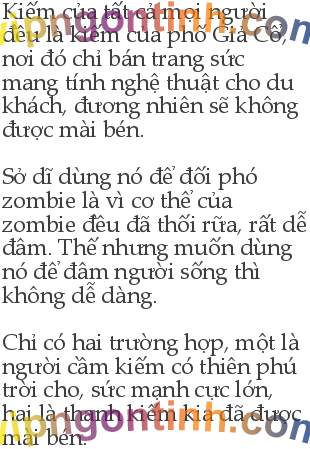 Kiếm của tất cả mọi người
đều là kiếm của phố Giả Cổ,
nơi đó chỉ bán trang sức
mang tính nghệ thuật cho du
khách, đương nhiên sẽ không
được mài bén.
Sở dĩ dùng nó để đối phó
zombie là vì cơ thể của
zombie đều đã thối rữa, rất dễ
đâm. Thế nhưng muốn dùng
nó để đâm người sống thì
không dễ dàng.
Chỉ có hai trường hợp, một là
người cầm kiếm có thiên phú
trời cho, sức mạnh cực lớn,
hai là thanh kiếm kia đã được
mài bén.
vipngontinh.com
vipngontinh.com